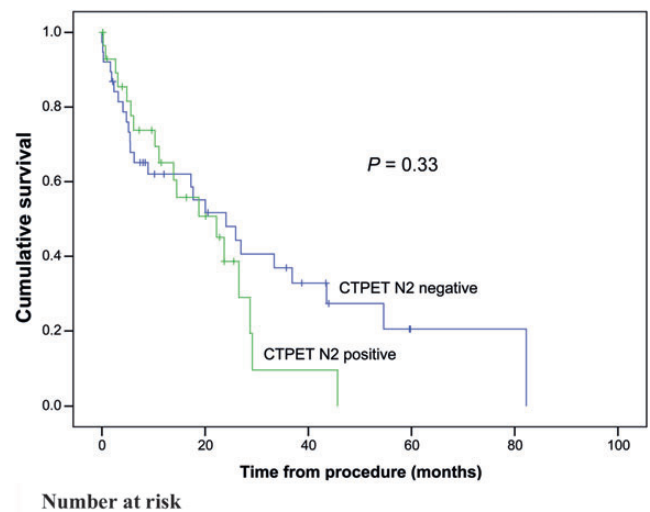 1.0
0.8
0.6
0.4
0.2
0.0
Cumulative survival
P = 0.33
CTPET N2 negative
CTPET N2 positive
0 20 40 60 80 100
Time from procedure (months)
Number at risk